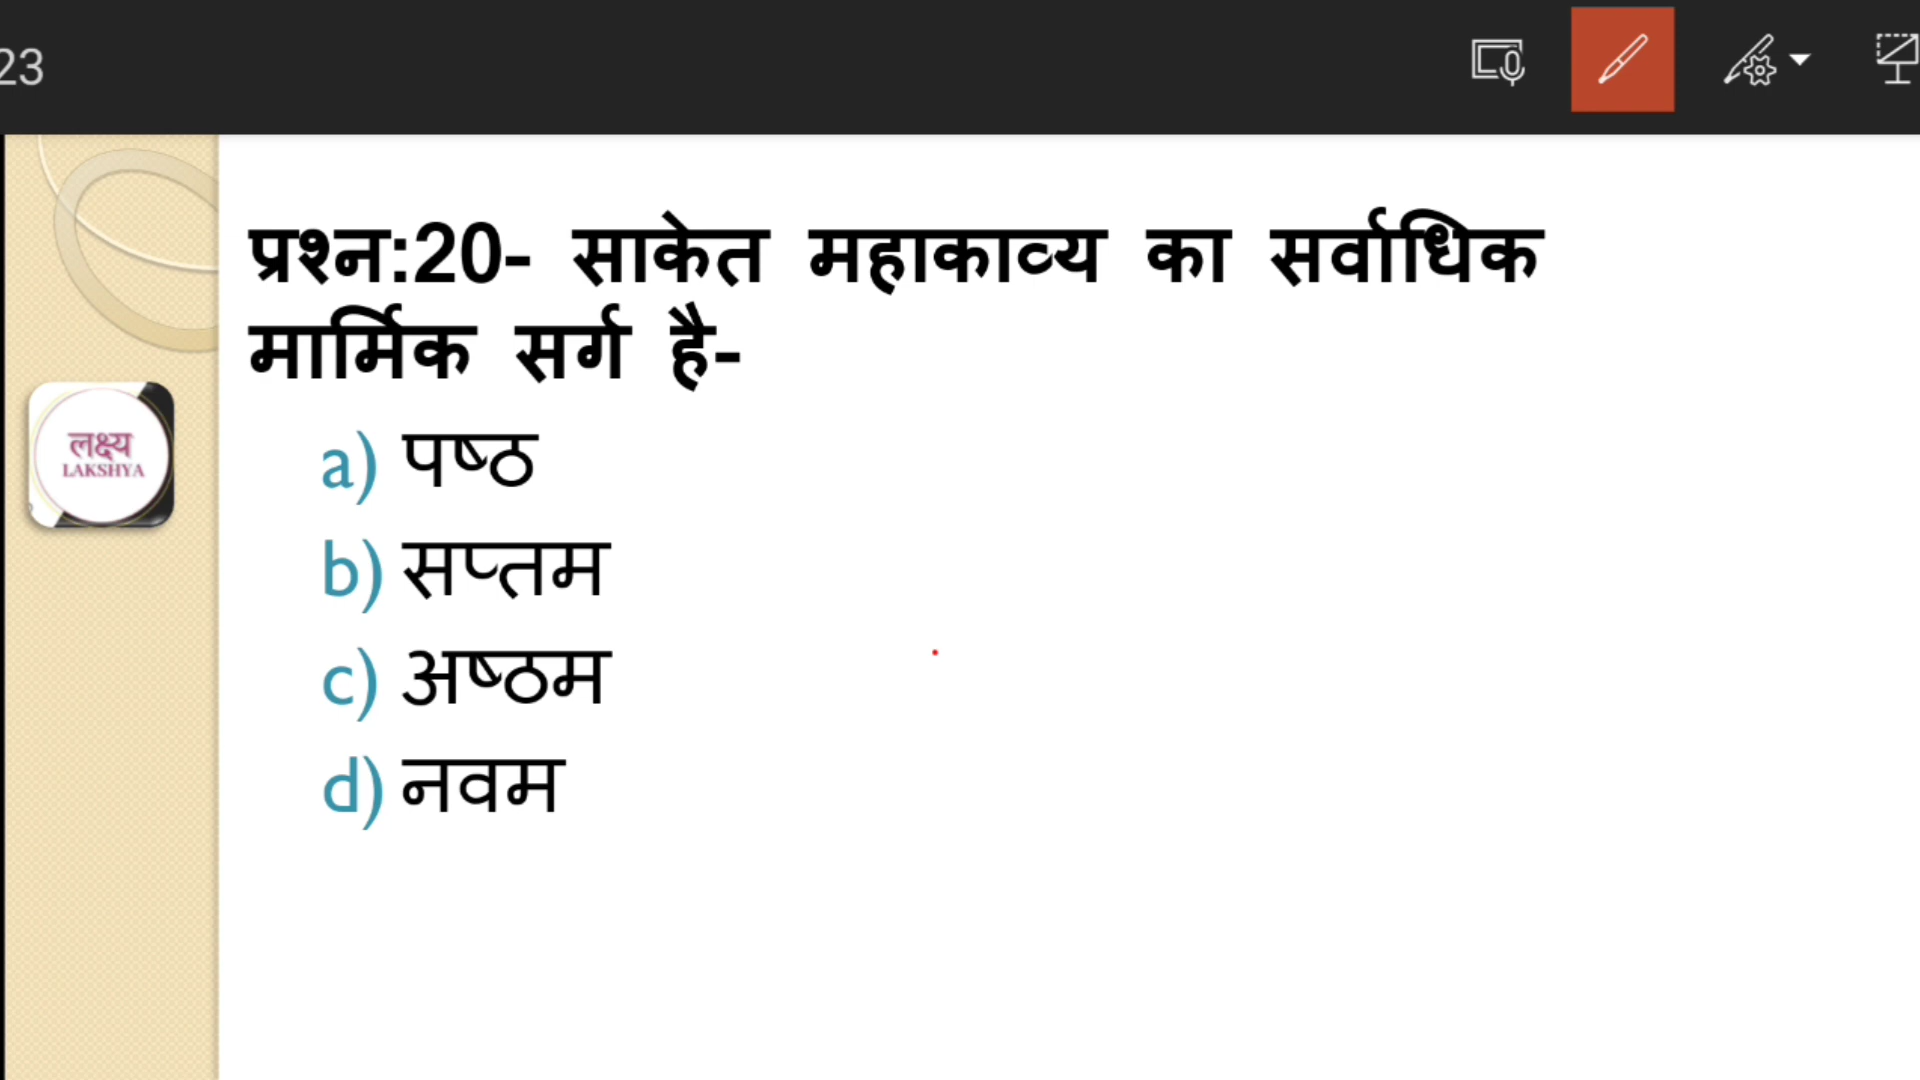 23
प्रश्न:20- साकेत महाकाव्य का सर्वाधिक
मार्मिक सर्ग है-
लक्ष्य
LAKSHYA
a) पष्ठ
b) सप्तम
c) अष्ठम
d) नवम